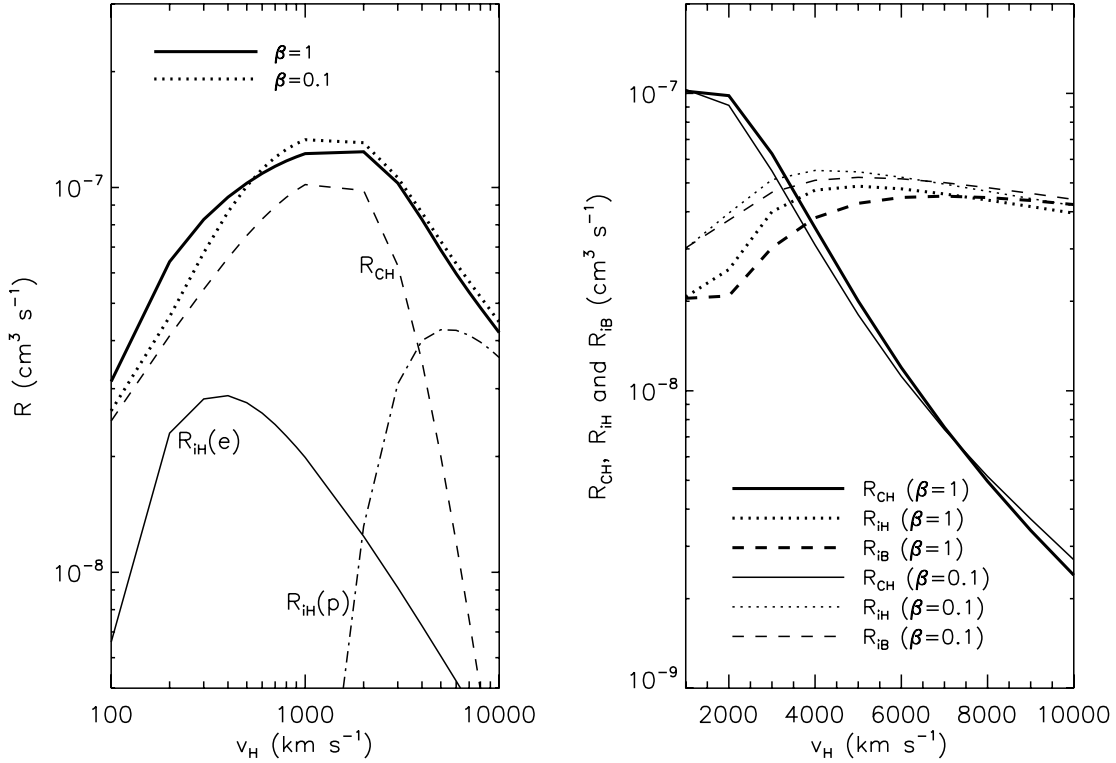 β=1
β=0.1
10⁻⁷
10⁻⁸
R (cm³ s⁻¹)
R_CH
R_iH(e)
R_iH(p)
100
1000
10000
v_H (km s⁻¹)
10⁻⁷
10⁻⁸
10⁻⁹
R_CH, R_iH and R_iB (cm³ s⁻¹)
R_CH (β=1)
R_iH (β=1)
R_iB (β=1)
R_CH (β=0.1)
R_iH (β=0.1)
R_iB (β=0.1)
2000
4000
6000
8000
10000
v_H (km s⁻¹)